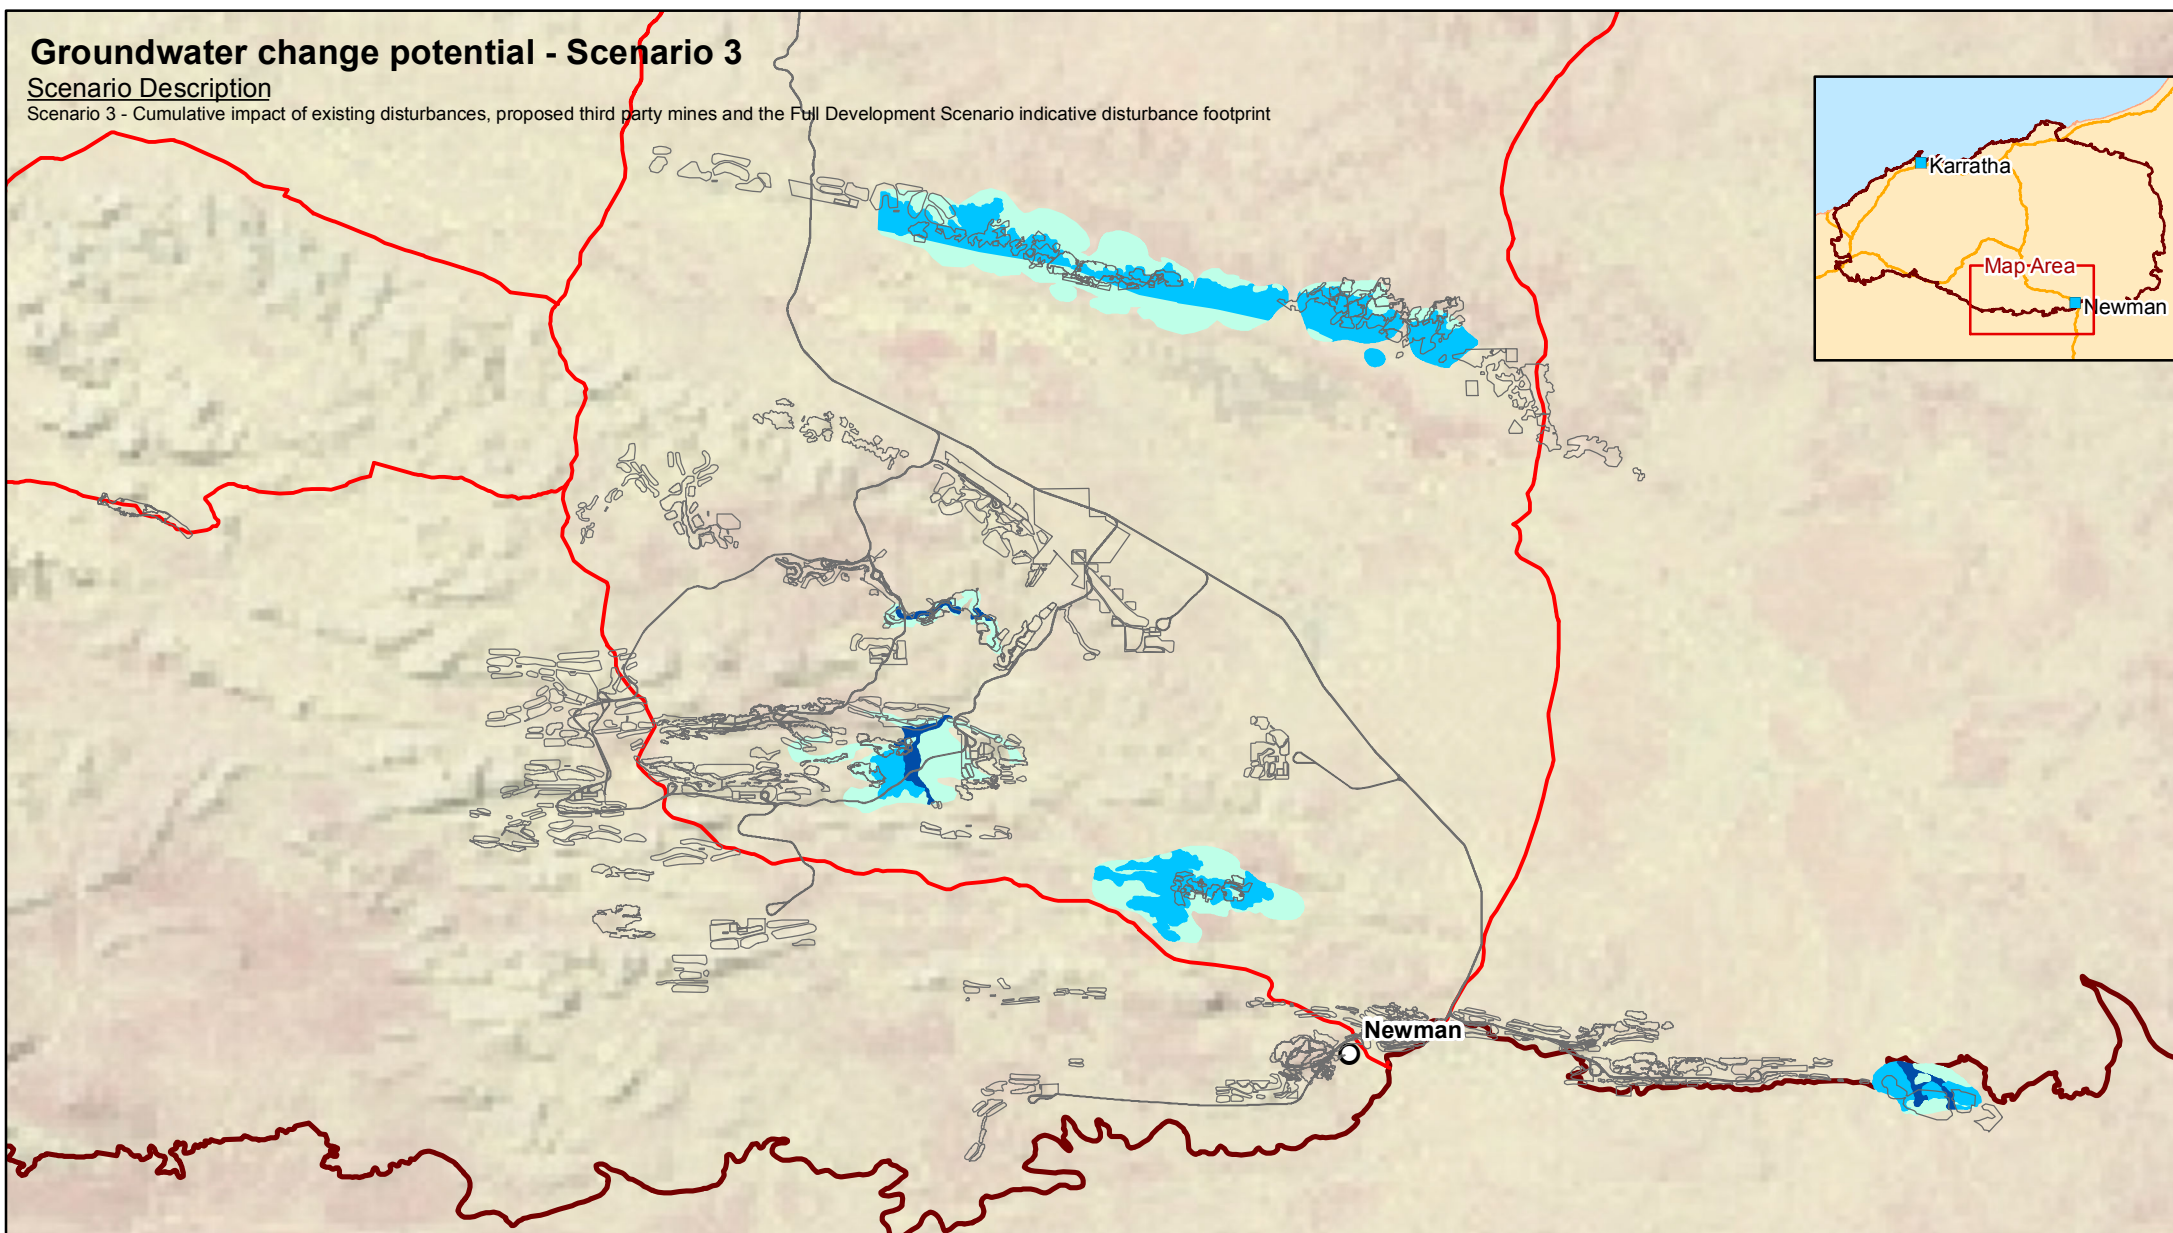 Groundwater change potential - Scenario 3
Scenario Description
Scenario 3 - Cumulative impact of existing disturbances, proposed third party mines and the Full Development Scenario indicative disturbance footprint
Karratha
Map Area
Newman
Newman